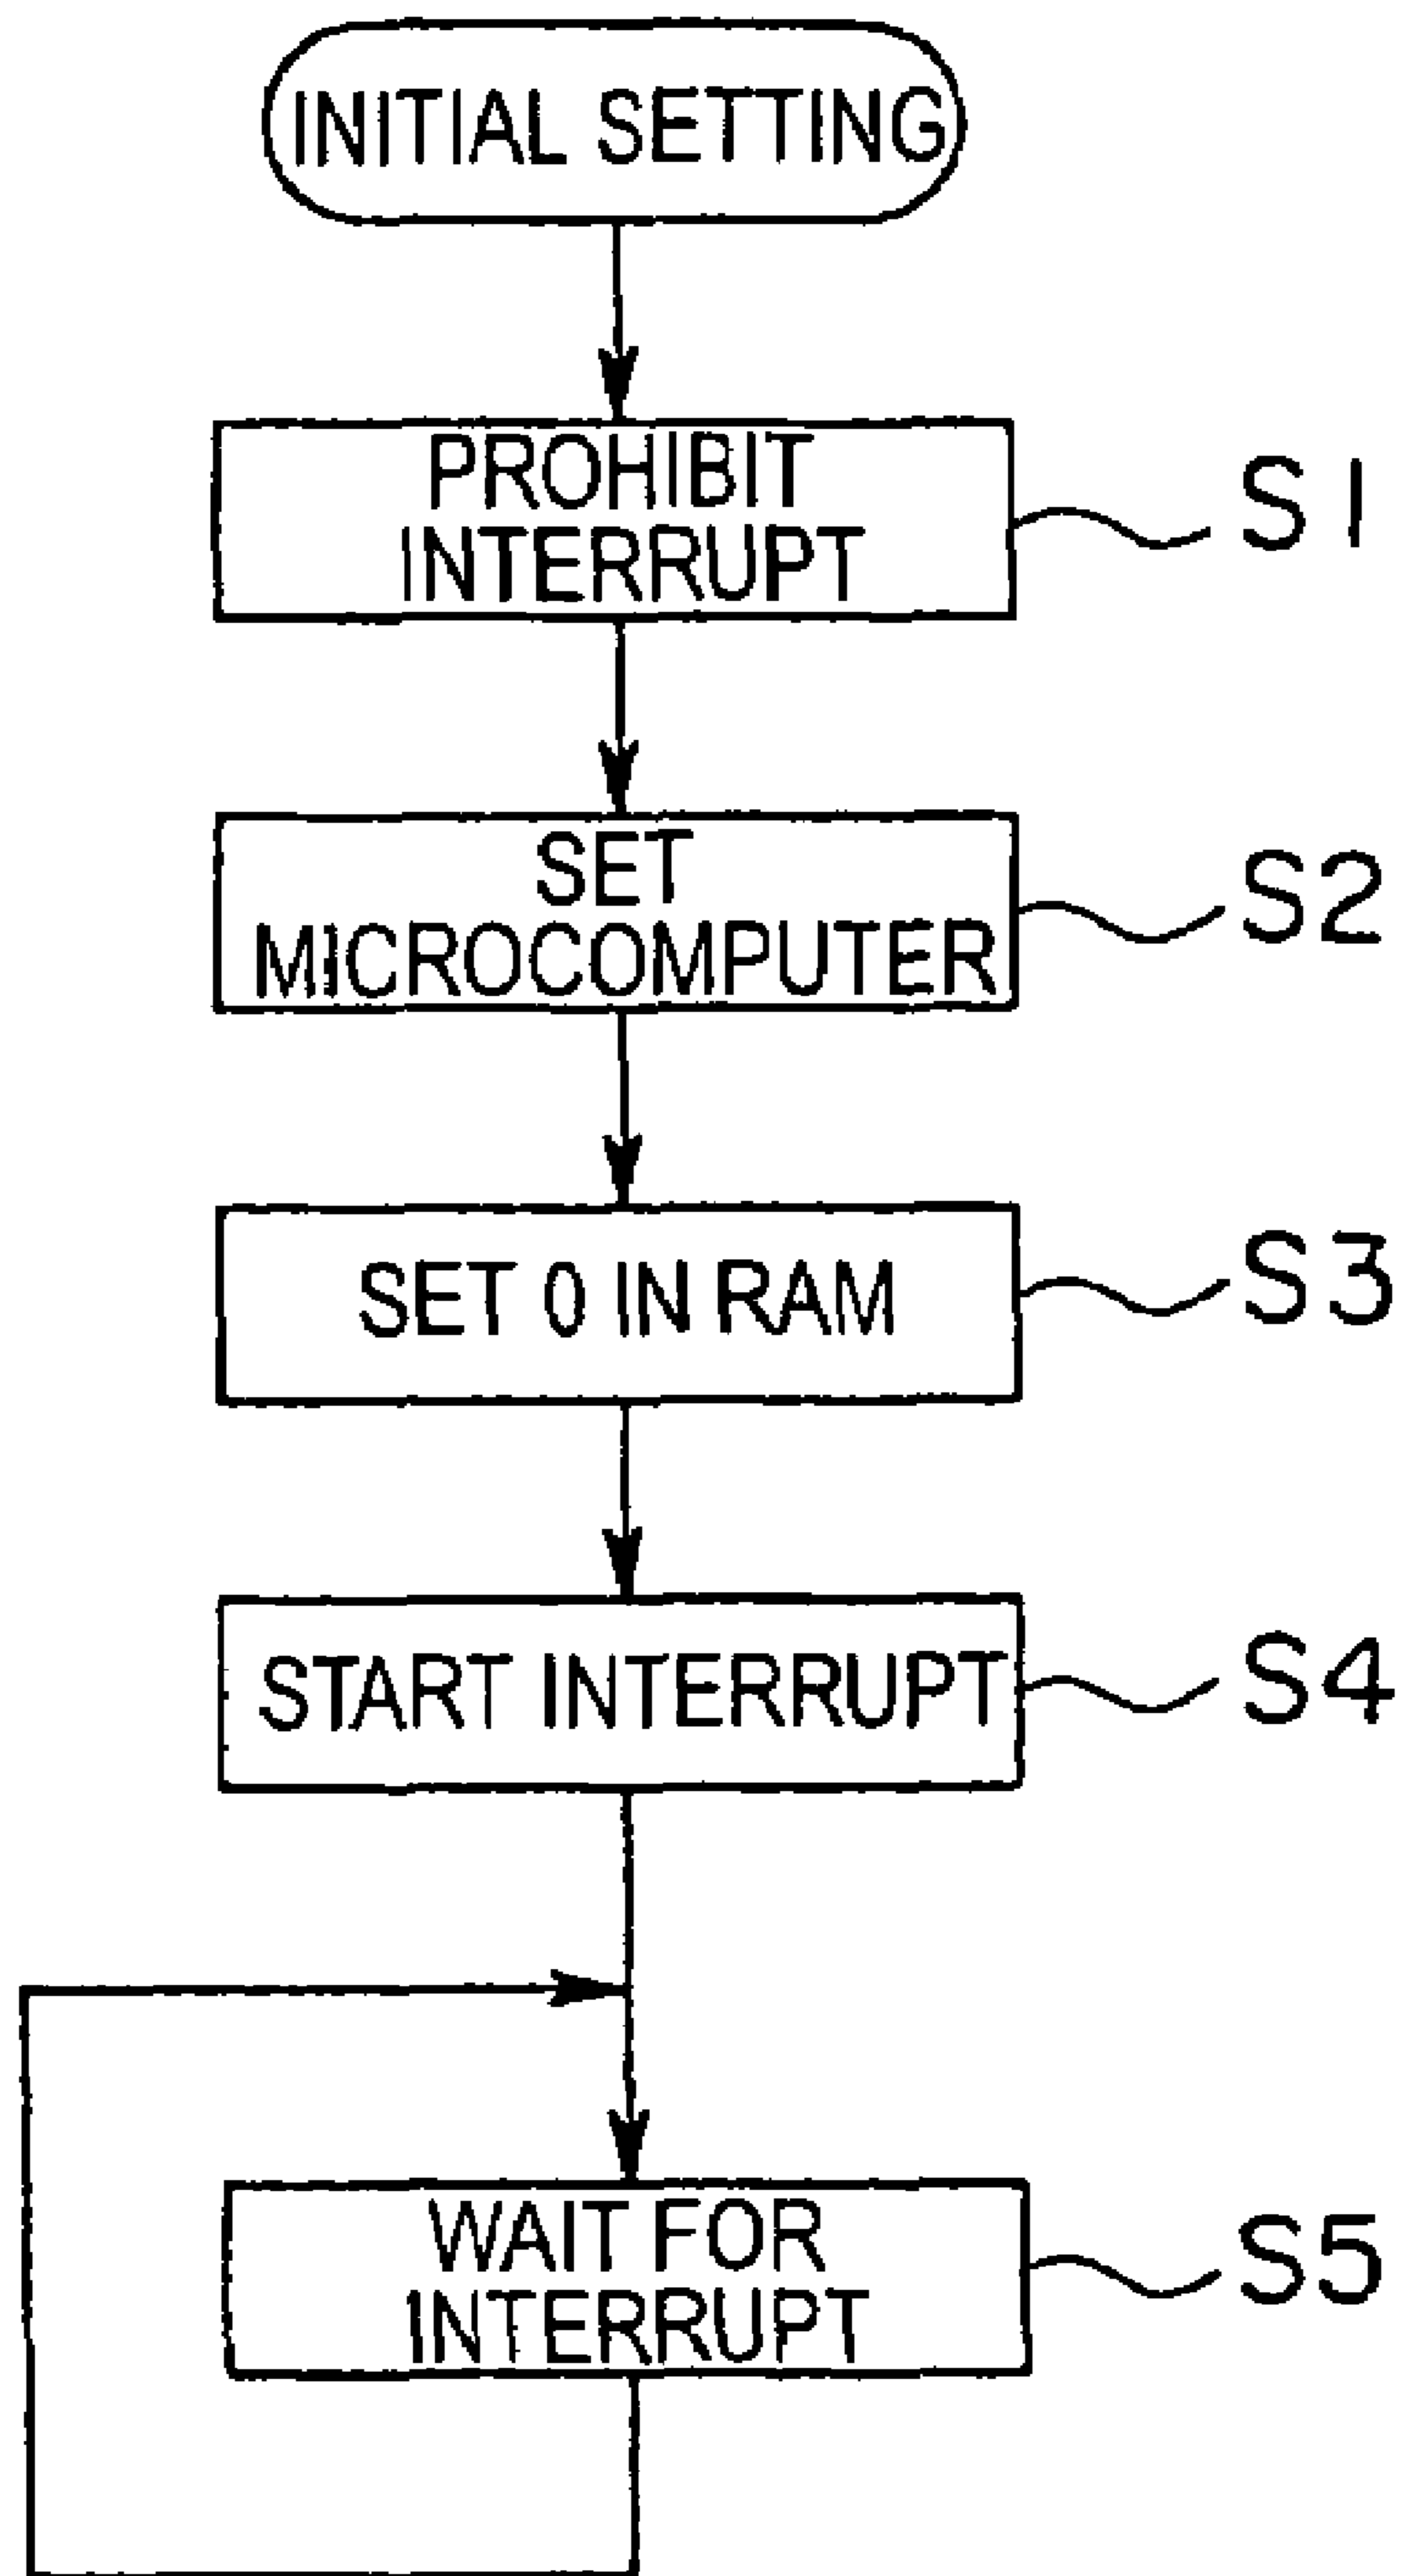 INITIAL SETTING
PROHIBIT
INTERRUPT
S1
SET
MICROCOMPUTER
S2
SET 0 IN RAM
S3
START INTERRUPT
S4
WAIT FOR
INTERRUPT
S5